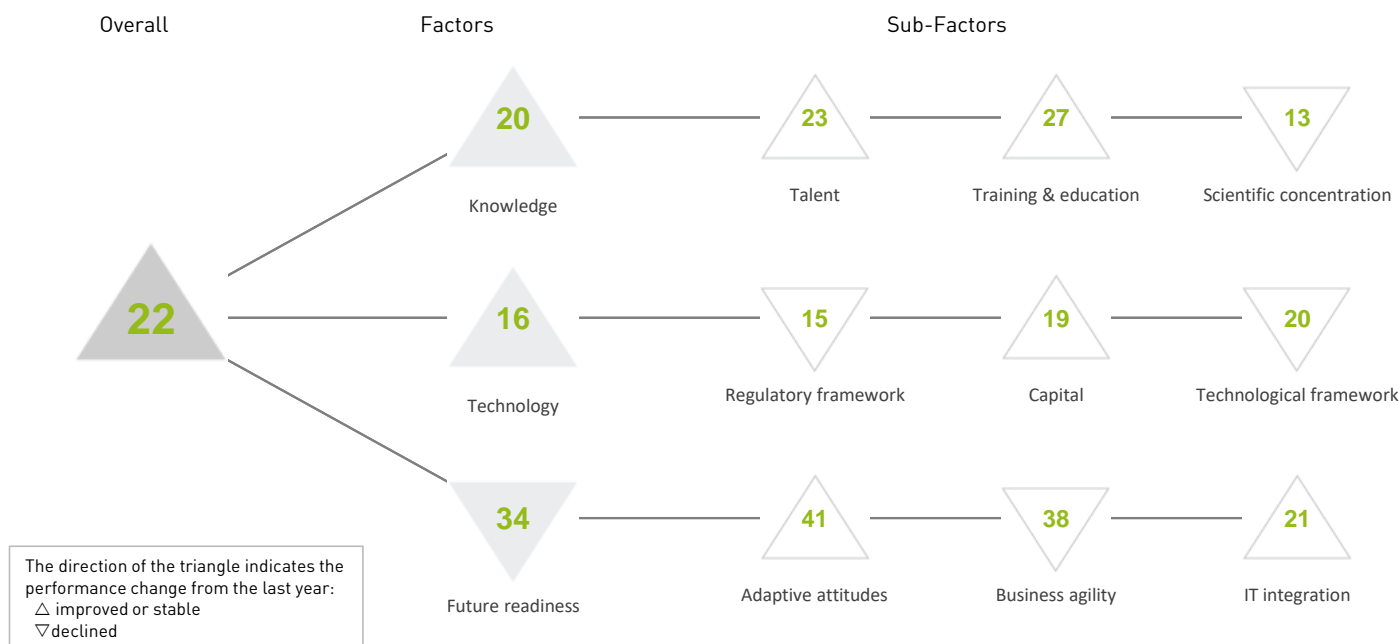 Overall
Factors
Sub-Factors
20
23
27
13
Knowledge
Talent
Training & education
Scientific concentration
22
16
15
19
20
Technology
Regulatory framework
Capital
Technological framework
34
41
38
21
Future readiness
Adaptive attitudes
Business agility
IT integration
The direction of the triangle indicates the
performance change from the last year:
△ improved or stable
▽ declined